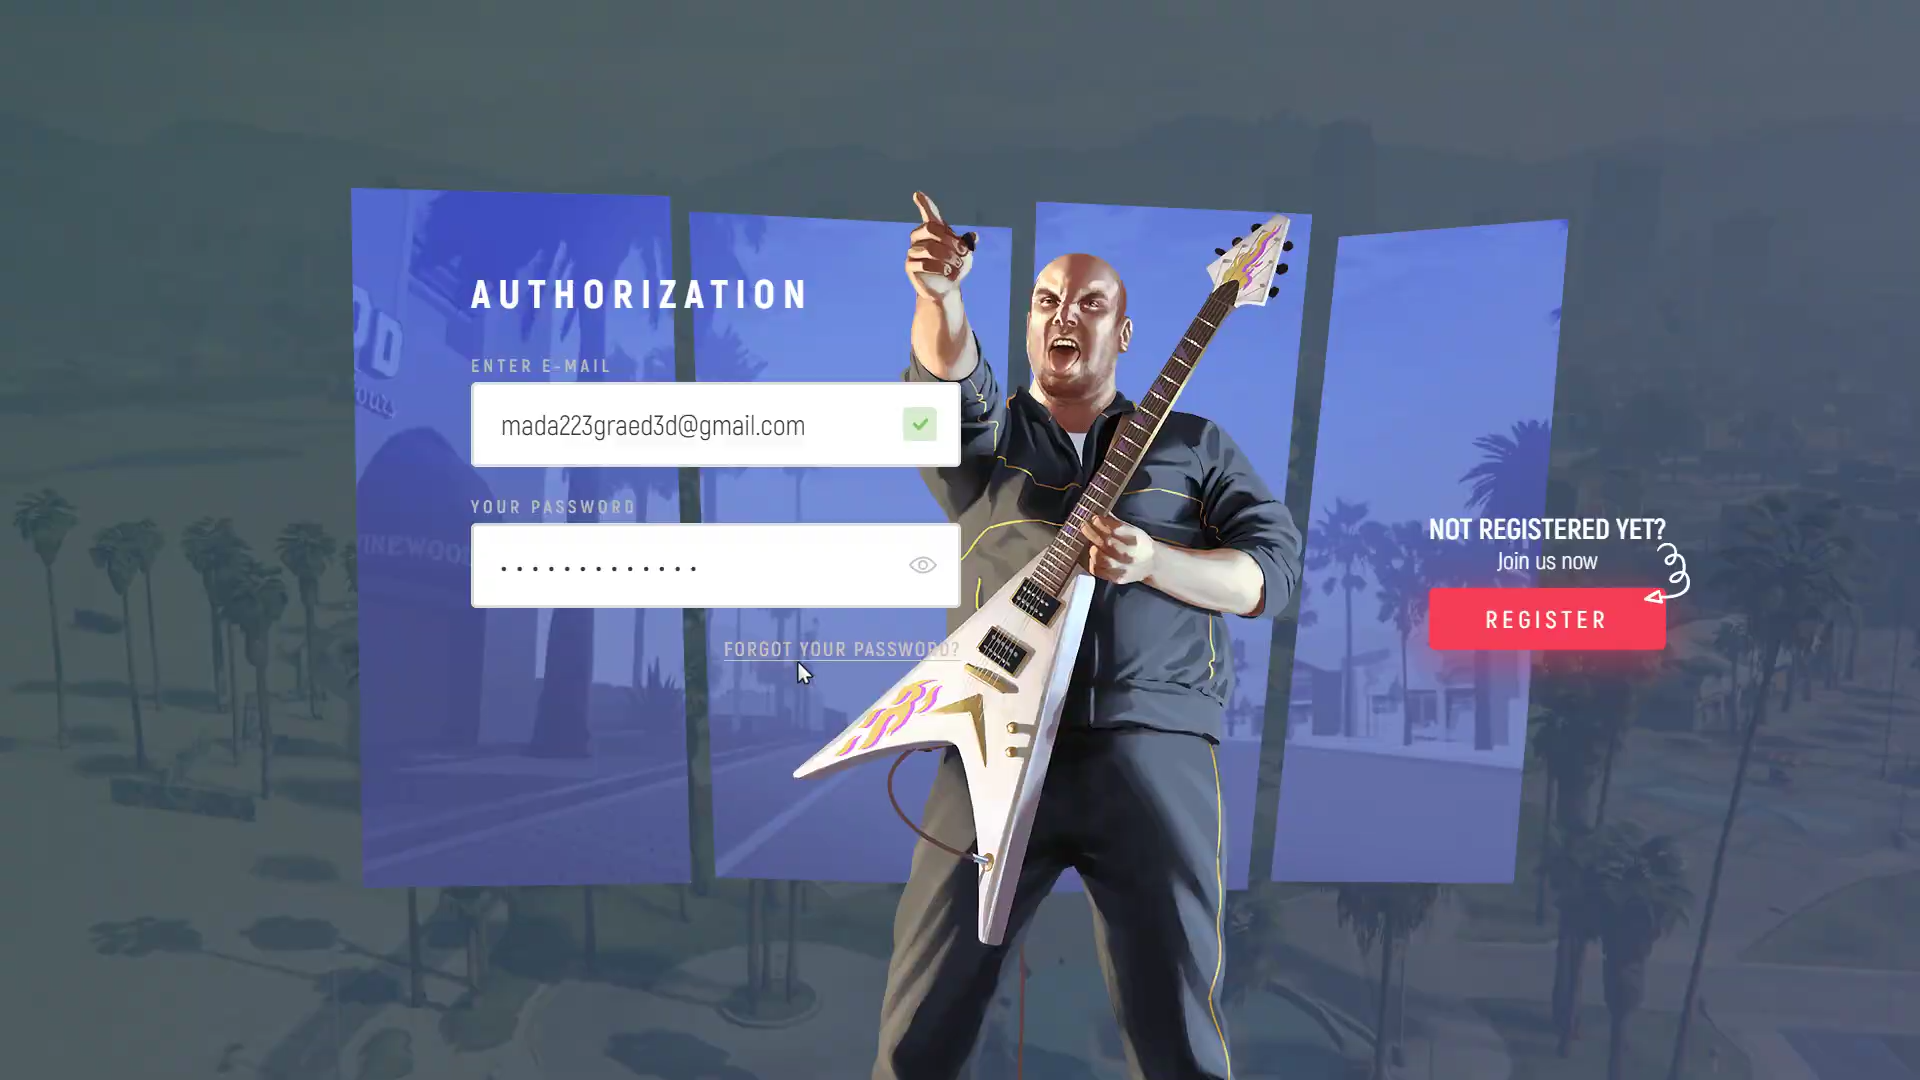 AUTHORIZATION
ENTER E-MAIL
mada223graed3d@gmail.com
YOUR PASSWORD
• • • • • • • • • • • • •
FORGOT YOUR PASSWORD?
NOT REGISTERED YET?
Join us now
REGISTER